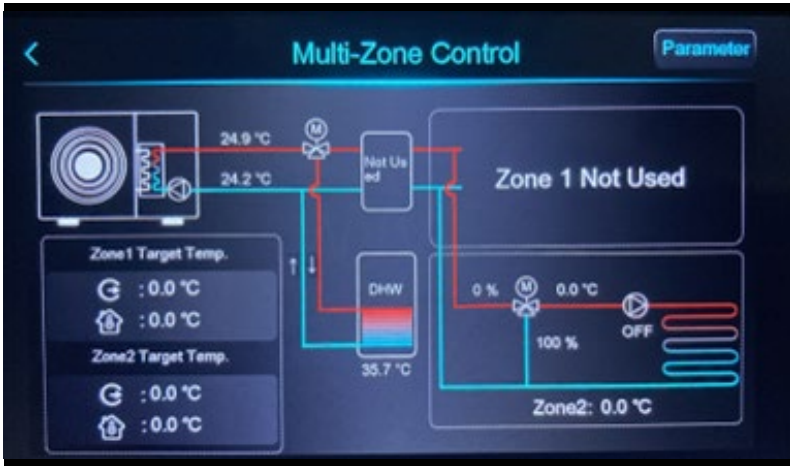 Multi-Zone Control
Parameter
24.9 °C
M
Not Us
ed
24.2 °C
Zone 1 Not Used
Zone1 Target Temp.
: 0.0 °C
: 0.0 °C
Zone2 Target Temp.
: 0.0 °C
: 0.0 °C
DHW
35.7 °C
0 %
M
0.0 °C
OFF
100 %
Zone2: 0.0 °C